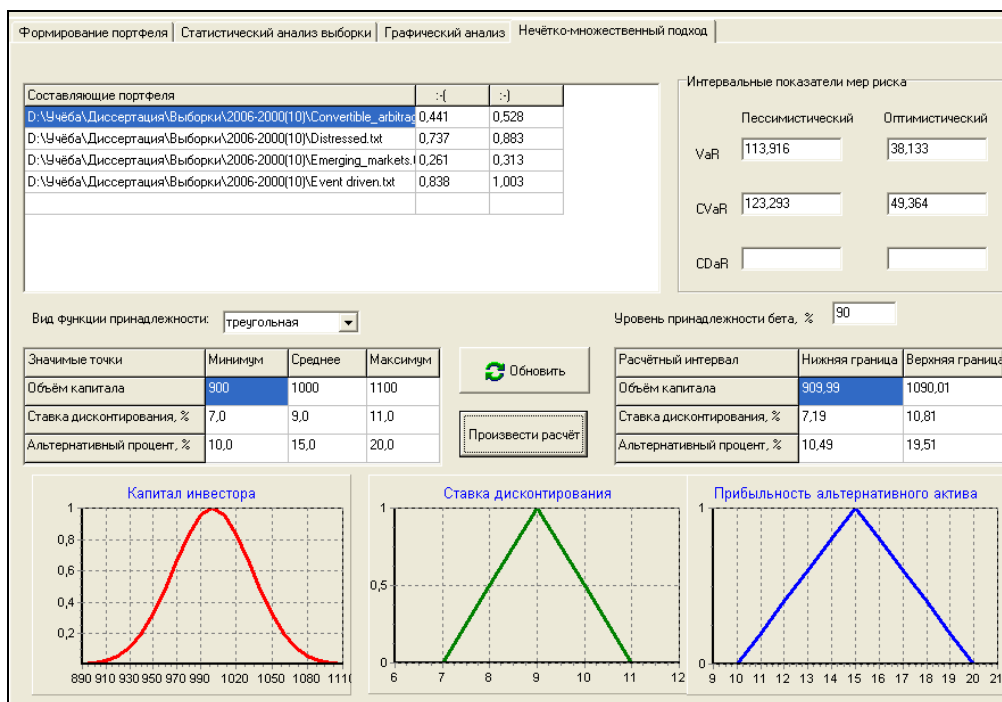 Формирование портфеля Статистический анализ выборки Графический анализ Нечётко-множественный подход
Составляющие портфеля :-( :-)
D:\Учёба\Диссертация\Выборки\2006-2000(10)\Convertible_arbitrag 0,441 0,528
D:\Учёба\Диссертация\Выборки\2006-2000(10)\Distressed.txt 0,737 0,883
D:\Учёба\Диссертация\Выборки\2006-2000(10)\Emerging_markets. 0,261 0,313
D:\Учёба\Диссертация\Выборки\2006-2000(10)\Event driven.txt 0,838 1,003
Интервальные показатели мер риска
Пессимистический Оптимистический
VaR 113,916 38,133
CVaR 123,293 49,364
CDaR
Вид функции принадлежности: треугольная
Уровень принадлежности бета, % 90
Значимые точки Минимум Среднее Максимум
Объём капитала 900 1000 1100
Ставка дисконтирования, % 7,0 9,0 11,0
Альтернативный процент, % 10,0 15,0 20,0
Обновить
Произвести расчёт
Расчётный интервал Нижняя граница Верхняя граница
Объём капитала 909,99 1090,01
Ставка дисконтирования, % 7,19 10,81
Альтернативный процент, % 10,49 19,51
Капитал инвестора
1
0,8
0,6
0,4
0,2
890 910 930 950 970 990 1020 1050 1080 1110
Ставка дисконтирования
1
0,5
0
6 7 8 9 10 11 12
Прибыльность альтернативного актива
1
0
9 10 11 12 13 14 15 16 17 18 19 20 21